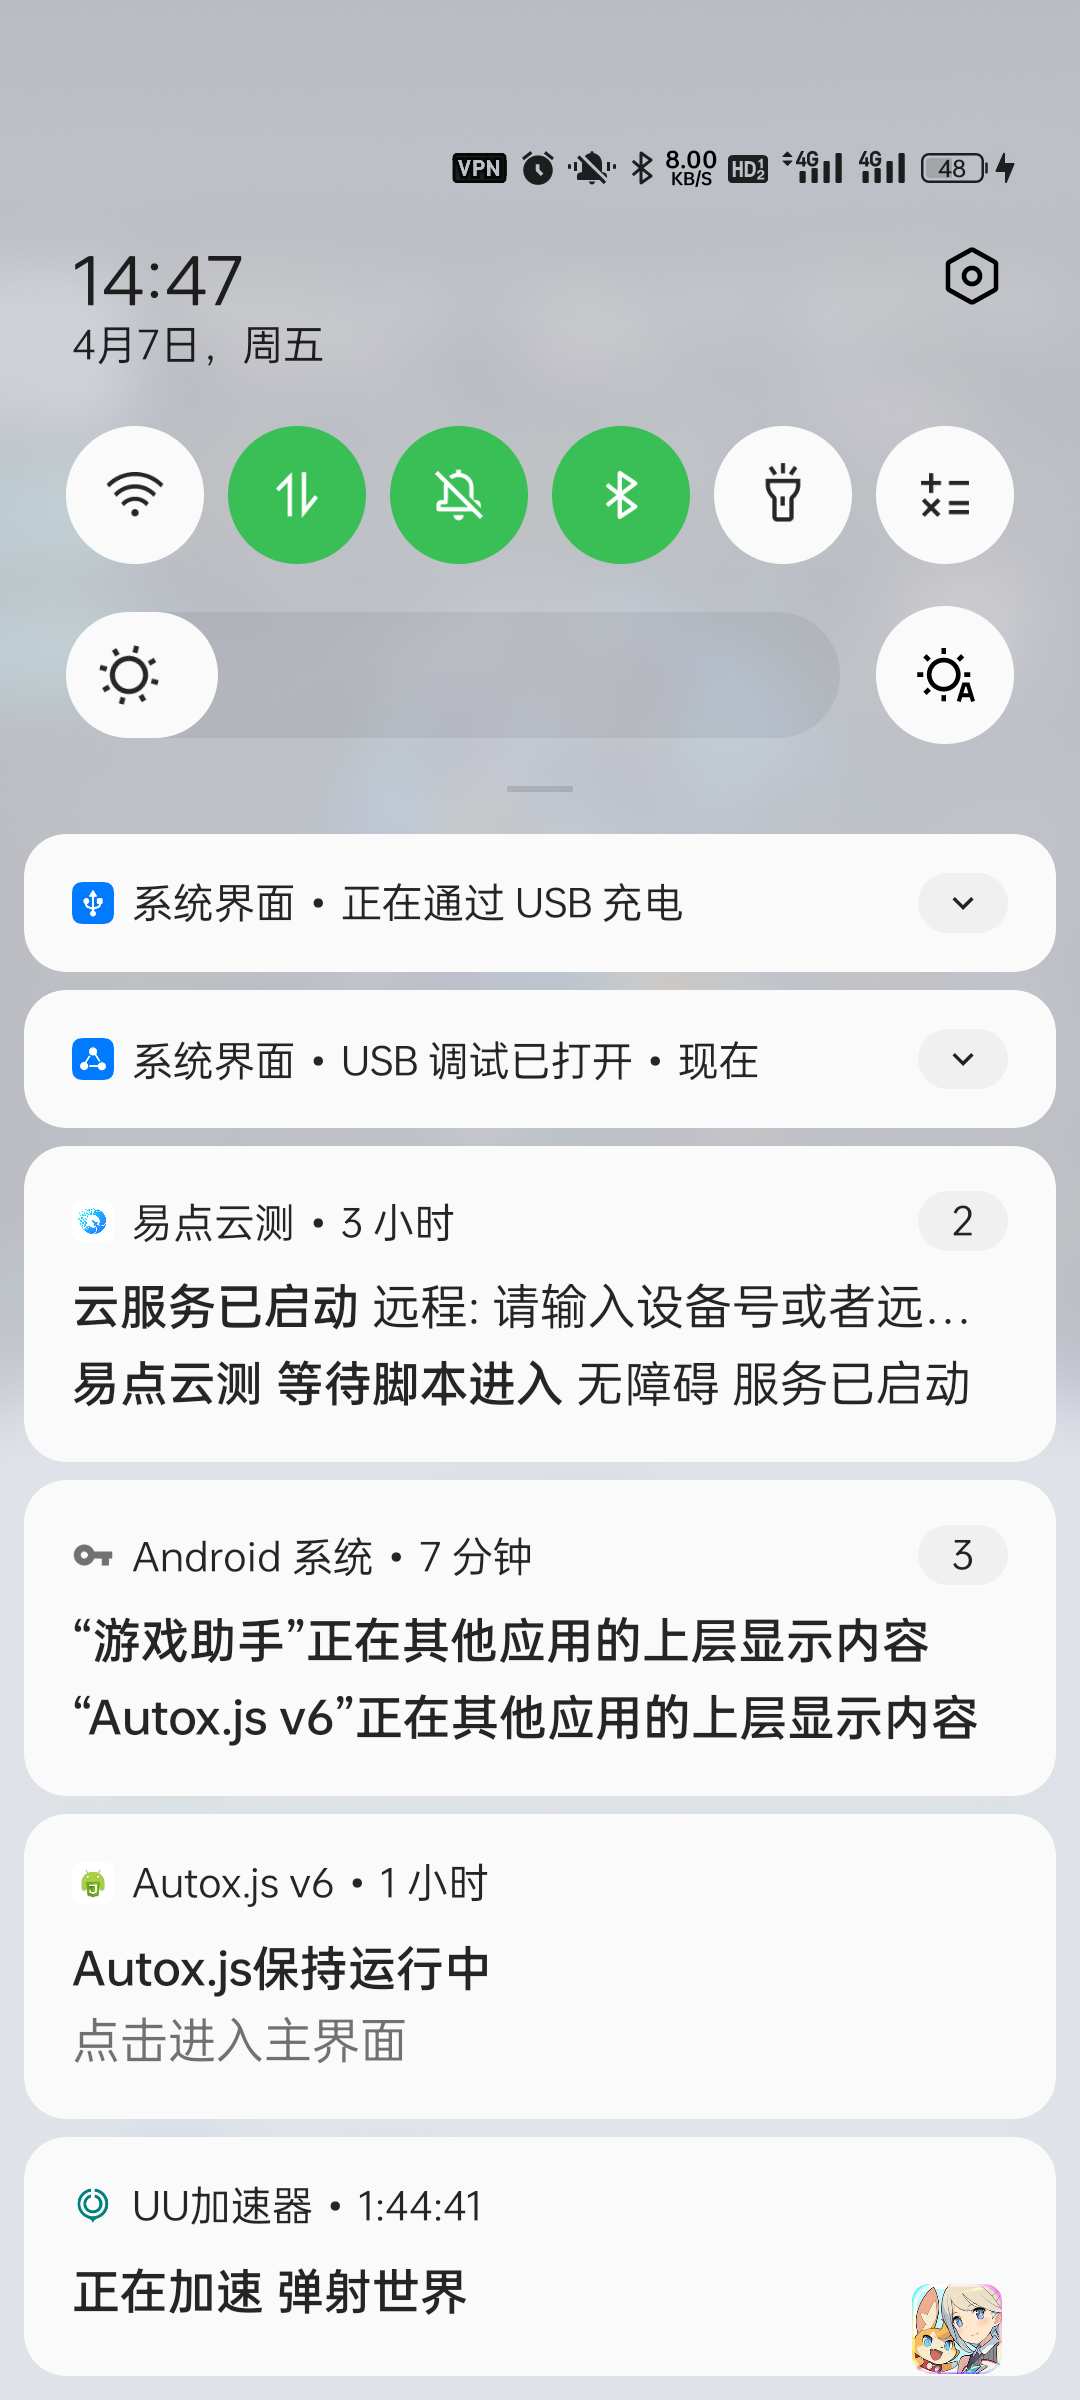 VPN 8.00 KB/S HD 1 2 4G 4G 48
14:47
4月7日，周五
A
系统界面 • 正在通过 USB 充电
系统界面 • USB 调试已打开 • 现在
易点云测 • 3 小时 2
云服务已启动 远程: 请输入设备号或者远…
易点云测 等待脚本进入 无障碍 服务已启动
Android 系统 • 7 分钟 3
“游戏助手”正在其他应用的上层显示内容
“Autox.js v6”正在其他应用的上层显示内容
Autox.js v6 • 1 小时
Autox.js保持运行中
点击进入主界面
UU加速器 • 1:44:41
正在加速 弹射世界